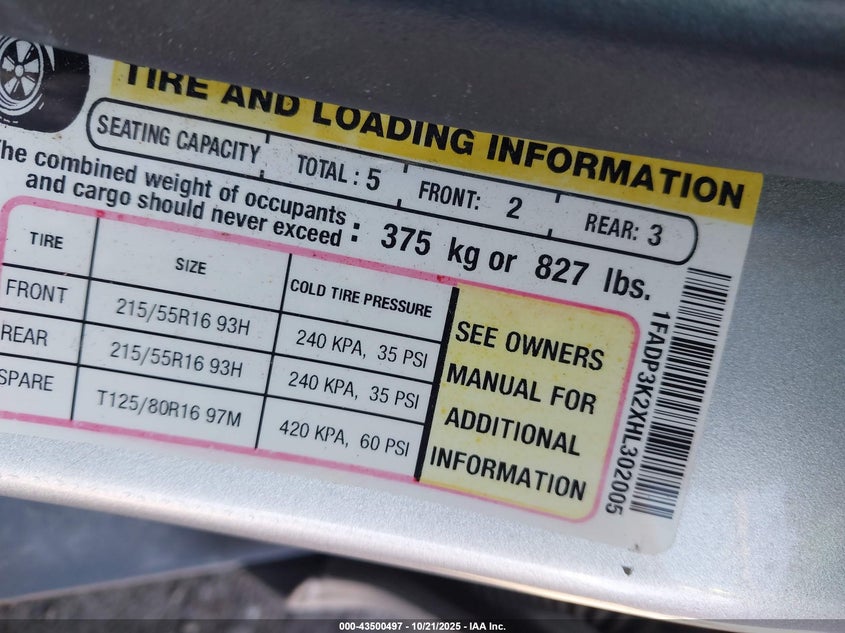 TIRE AND LOADING INFORMATION
SEATING CAPACITY TOTAL : 5 FRONT: 2 REAR: 3
The combined weight of occupants
and cargo should never exceed : 375 kg or 827 lbs.
TIRE SIZE COLD TIRE PRESSURE
FRONT 215/55R16 93H 240 KPA, 35 PSI
REAR 215/55R16 93H 240 KPA, 35 PSI
SPARE T125/80R16 97M 420 KPA, 60 PSI
SEE OWNERS
MANUAL FOR
ADDITIONAL
INFORMATION
1FADP3K2XHL302005
000-43500497 - 10/21/2025 - IAA Inc.